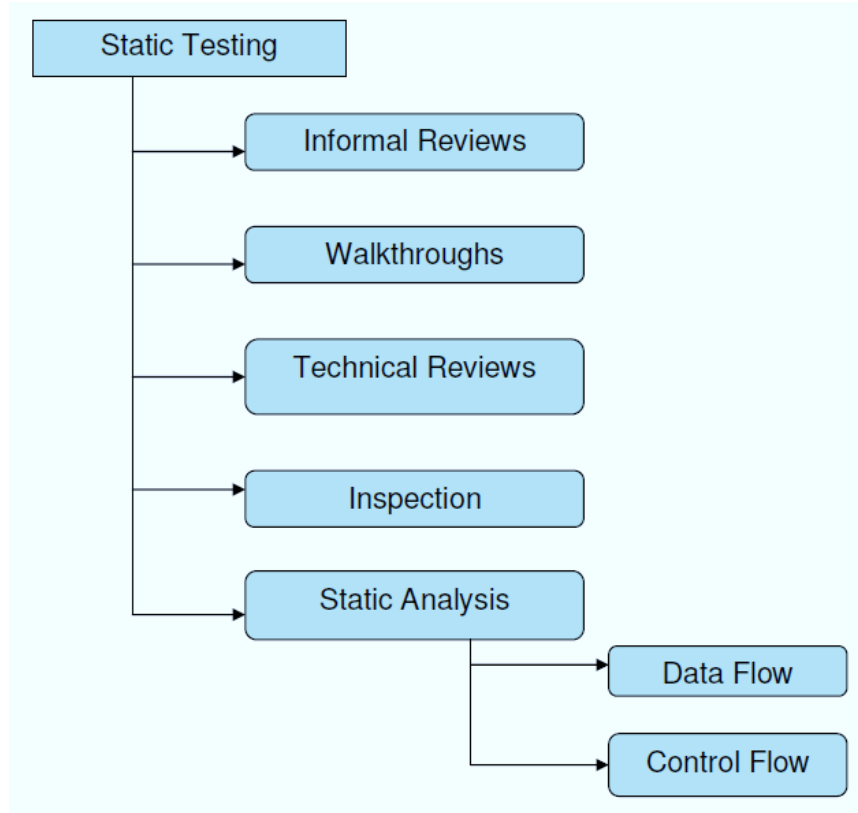 Static Testing
Informal Reviews
Walkthroughs
Technical Reviews
Inspection
Static Analysis
Data Flow
Control Flow